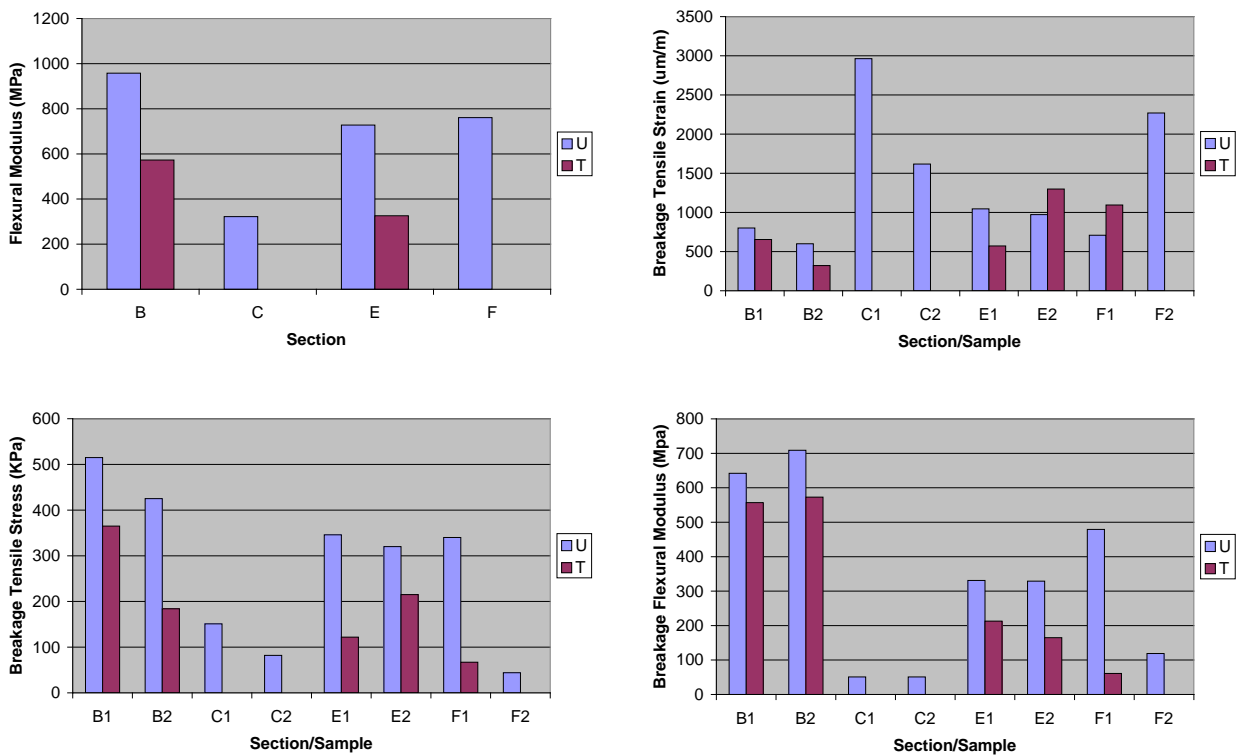 1200
1000
800
600
400
200
0
Flexural Modulus (MPa)
B C E F
Section
U
T
3500
3000
2500
2000
1500
1000
500
0
Breakage Tensile Strain (um/m)
B1 B2 C1 C2 E1 E2 F1 F2
Section/Sample
U
T
600
500
400
300
200
100
0
Breakage Tensile Stress (KPa)
B1 B2 C1 C2 E1 E2 F1 F2
Section/Sample
U
T
800
700
600
500
400
300
200
100
0
Breakage Flexural Modulus (Mpa)
B1 B2 C1 C2 E1 E2 F1 F2
Section/Sample
U
T